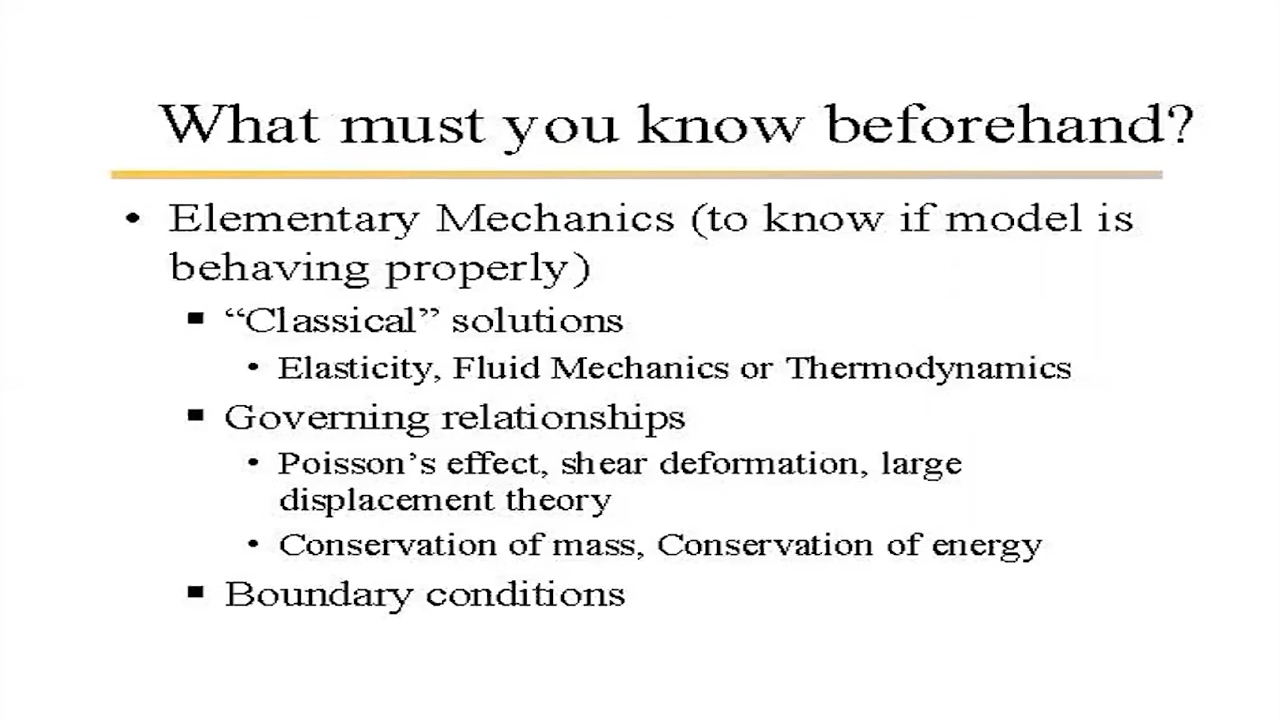 What must you know beforehand?
• Elementary Mechanics (to know if model is
behaving properly)
▪ “Classical” solutions
• Elasticity, Fluid Mechanics or Thermodynamics
▪ Governing relationships
• Poisson’s effect, shear deformation, large
displacement theory
• Conservation of mass, Conservation of energy
▪ Boundary conditions